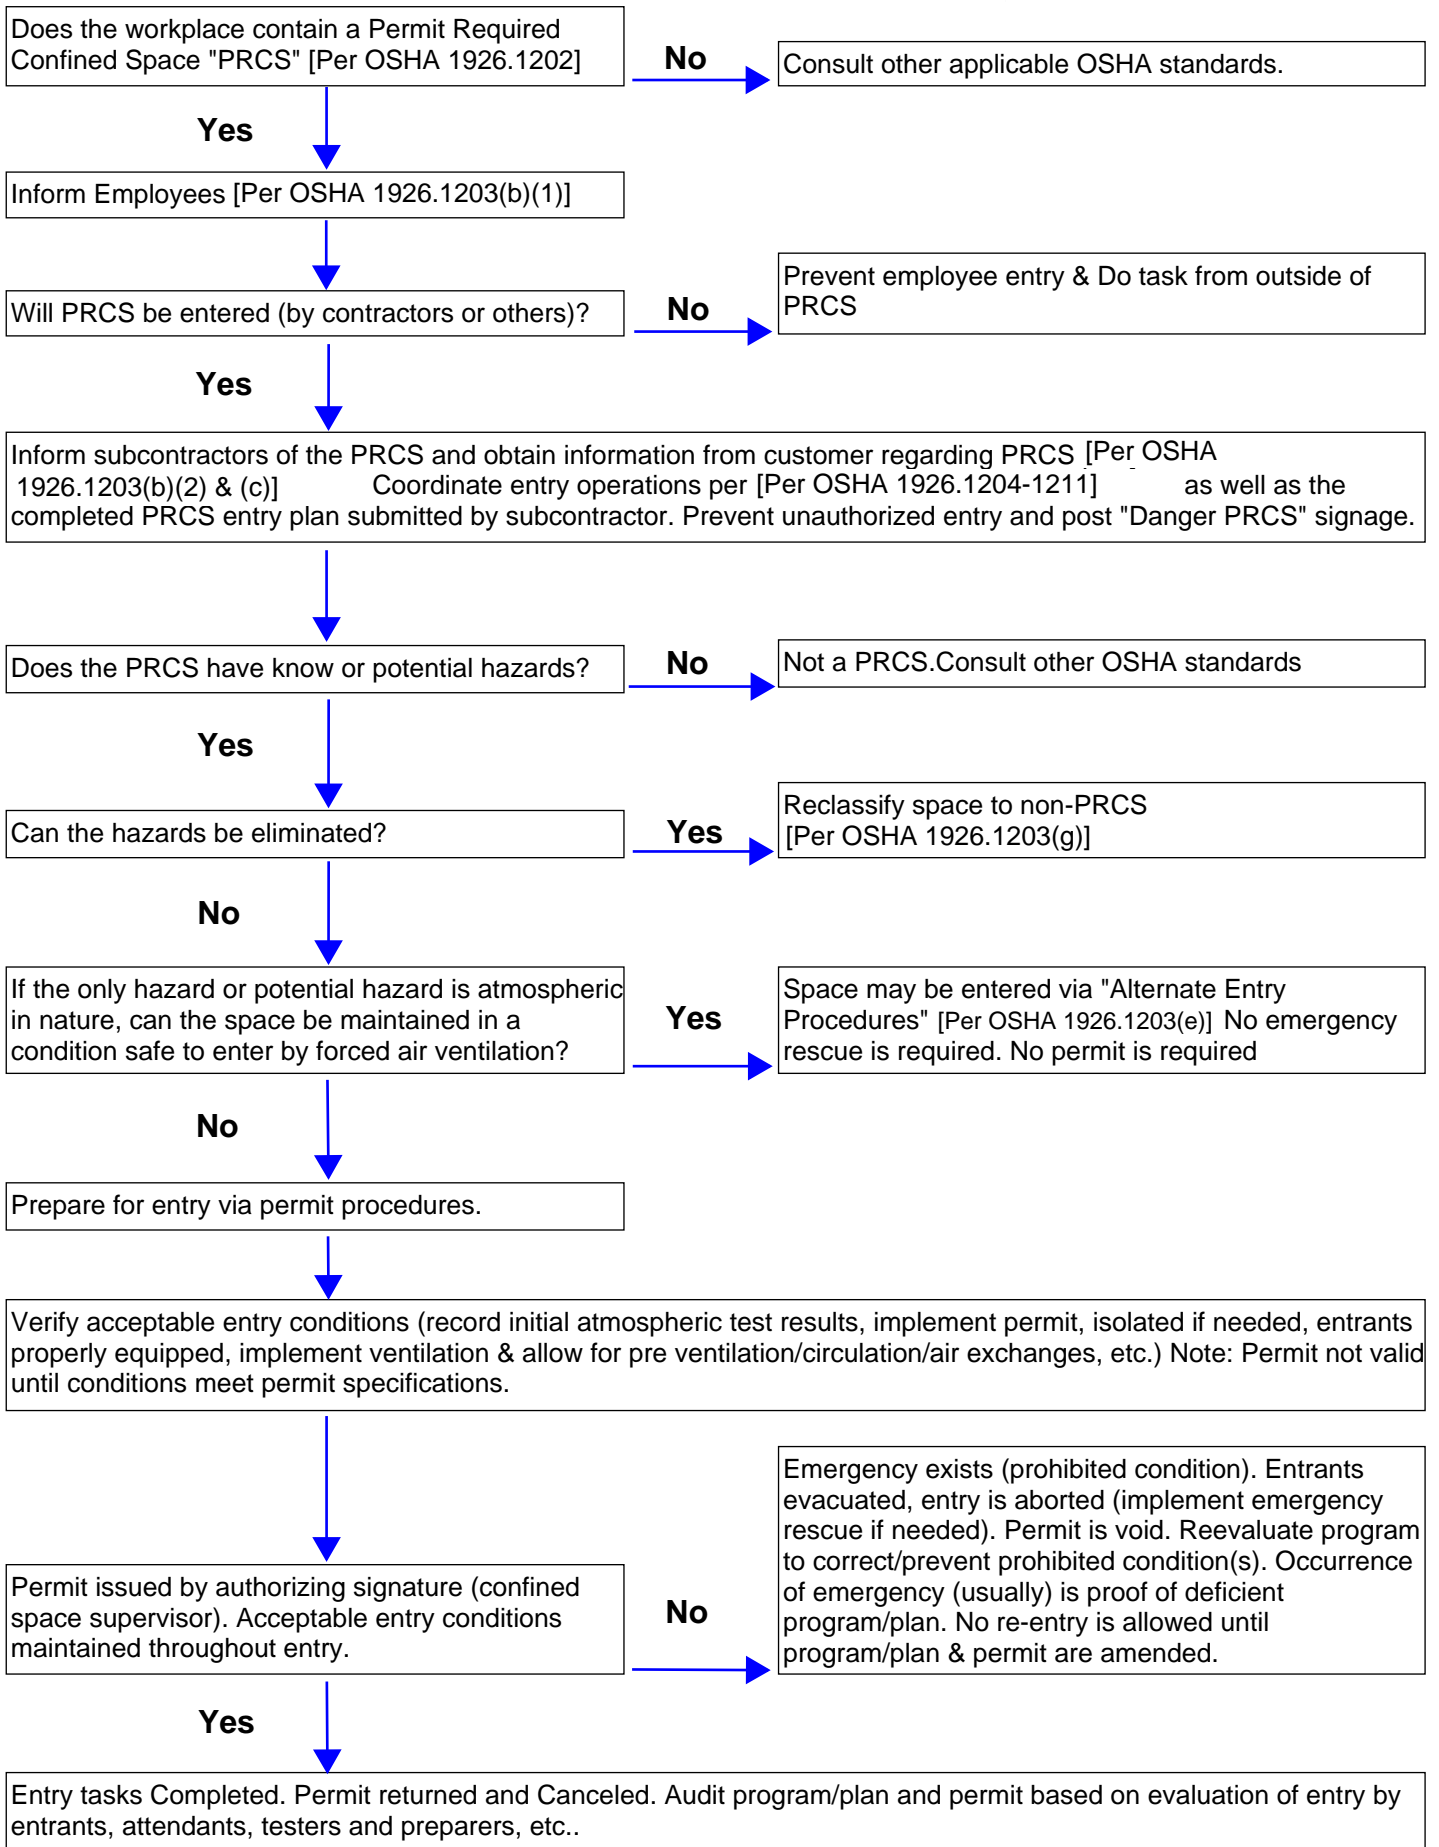 Does the workplace contain a Permit Required
Confined Space "PRCS" [Per OSHA 1926.1202]
No
Consult other applicable OSHA standards.
Yes
Inform Employees [Per OSHA 1926.1203(b)(1)]
Will PRCS be entered (by contractors or others)?
No
Prevent employee entry & Do task from outside of
PRCS
Yes
Inform subcontractors of the PRCS and obtain information from customer regarding PRCS [Per OSHA
1926.1203(b)(2) & (c)] Coordinate entry operations per [Per OSHA 1926.1204-1211] as well as the
completed PRCS entry plan submitted by subcontractor. Prevent unauthorized entry and post "Danger PRCS" signage.
Does the PRCS have know or potential hazards?
No
Not a PRCS.Consult other OSHA standards
Yes
Can the hazards be eliminated?
Yes
Reclassify space to non-PRCS
[Per OSHA 1926.1203(g)]
No
If the only hazard or potential hazard is atmospheric
in nature, can the space be maintained in a
condition safe to enter by forced air ventilation?
Yes
Space may be entered via "Alternate Entry
Procedures" [Per OSHA 1926.1203(e)] No emergency
rescue is required. No permit is required
No
Prepare for entry via permit procedures.
Verify acceptable entry conditions (record initial atmospheric test results, implement permit, isolated if needed, entrants
properly equipped, implement ventilation & allow for pre ventilation/circulation/air exchanges, etc.) Note: Permit not valid
until conditions meet permit specifications.
Permit issued by authorizing signature (confined
space supervisor). Acceptable entry conditions
maintained throughout entry.
No
Emergency exists (prohibited condition). Entrants
evacuated, entry is aborted (implement emergency
rescue if needed). Permit is void. Reevaluate program
to correct/prevent prohibited condition(s). Occurrence
of emergency (usually) is proof of deficient
program/plan. No re-entry is allowed until
program/plan & permit are amended.
Yes
Entry tasks Completed. Permit returned and Canceled. Audit program/plan and permit based on evaluation of entry by
entrants, attendants, testers and preparers, etc..